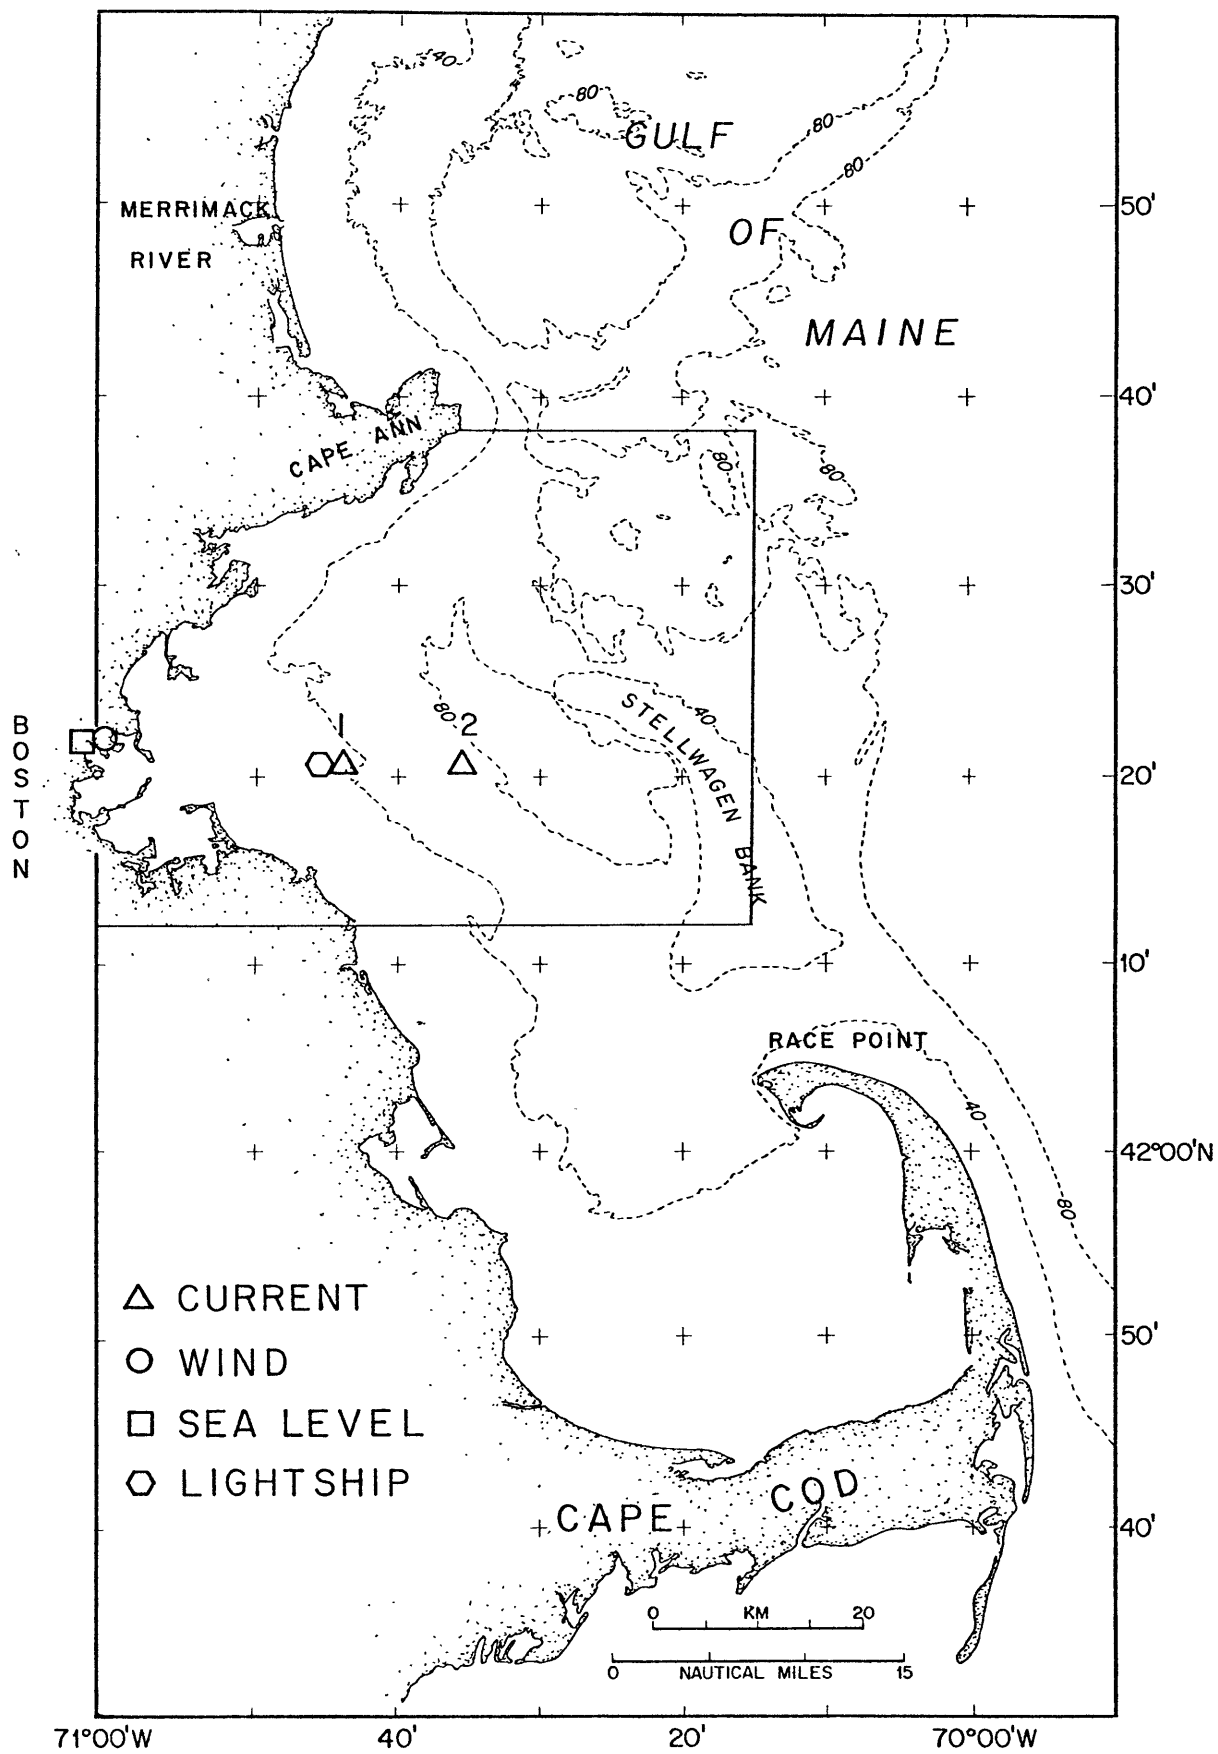 40
80
GULF
80
80
MERRIMACK
50'
OF
RIVER
MAINE
40'
CAPE ANN
80
80
30'
STELLWAGEN BANK
40
80
BOSTON
1
2
20'
10'
RACE POINT
40
42°00'N
80
CURRENT
50'
WIND
SEA LEVEL
LIGHTSHIP
COD
CAPE
40'
0 KM 20
0 NAUTICAL MILES 15
71°00'W 40' 20' 70°00'W